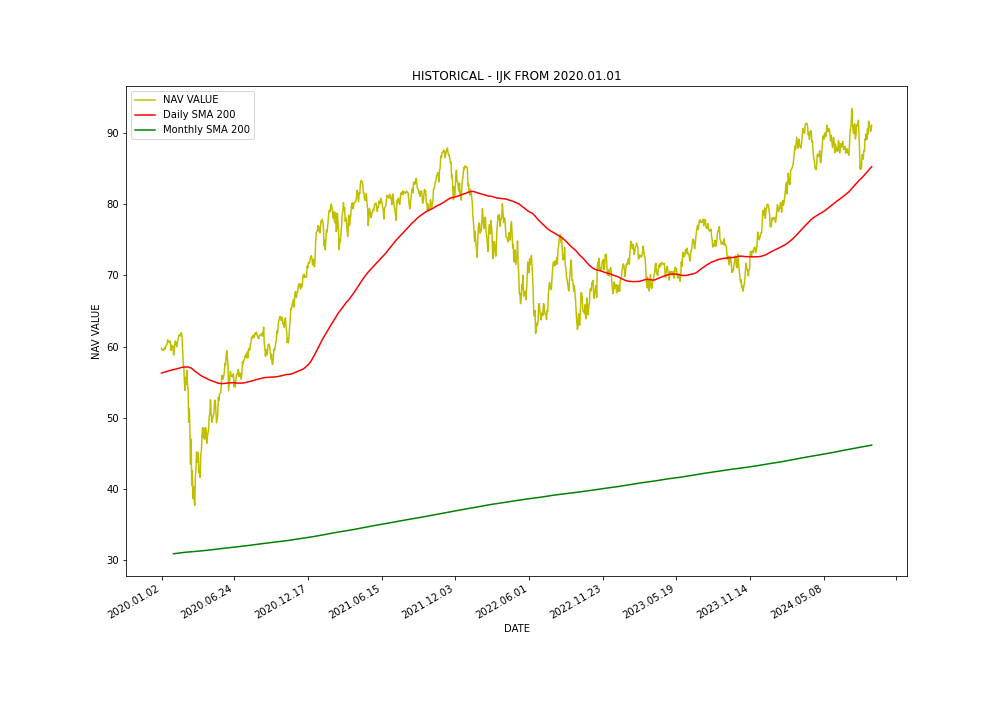 HISTORICAL - IJK FROM 2020.01.01
NAV VALUE
Daily SMA 200
Monthly SMA 200
90
80
70
60
50
40
30
NAV VALUE
2020.01.02
2020.06.24
2020.12.17
2021.06.15
2021.12.03
2022.06.01
2022.11.23
2023.05.19
2023.11.14
2024.05.08
DATE